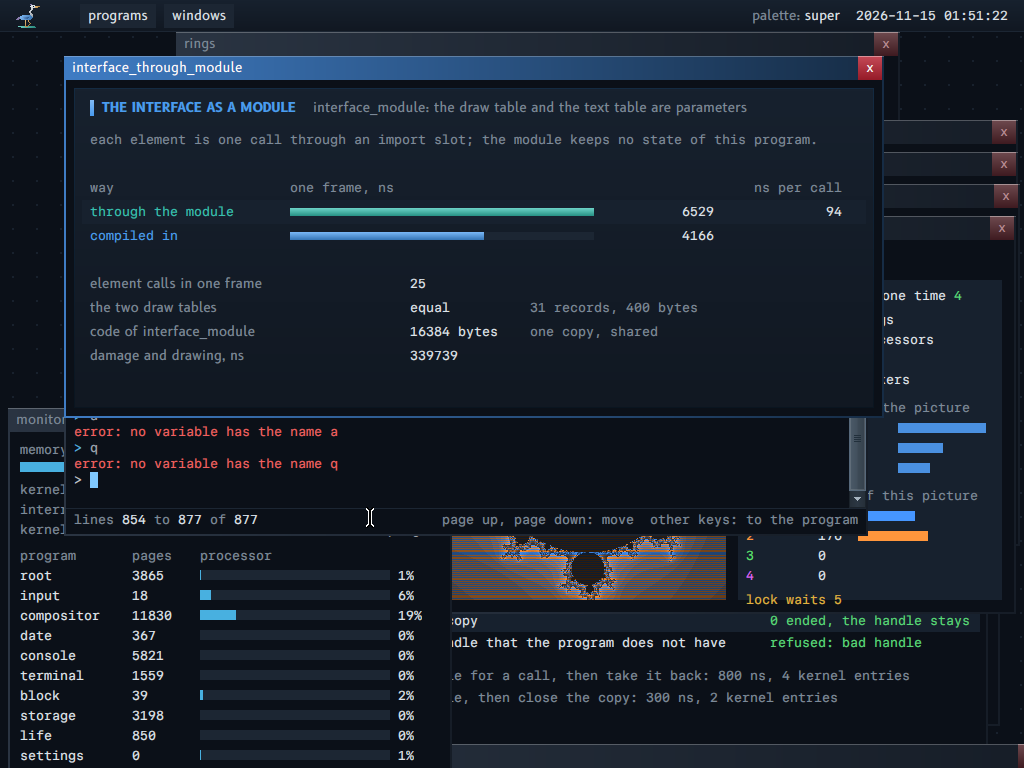 programs windows palette: super 2026-11-15 01:51:22
rings x
interface_through_module x
THE INTERFACE AS A MODULE interface_module: the draw table and the text table are parameters
each element is one call through an import slot; the module keeps no state of this program.
way one frame, ns ns per call
through the module 6529 94
compiled in 4166
element calls in one frame 25
the two draw tables equal 31 records, 400 bytes
code of interface_module 16384 bytes one copy, shared
damage and drawing, ns 339739
x
x
x
x
one time 4
essors
the picture
f this picture
2 176
3 0
4 0
lock waits 5
error: no variable has the name a
> q
error: no variable has the name q
>
lines 854 to 877 of 877 page up, page down: move other keys: to the program
monitor
memory
kernel
kernel
program pages processor
root 3865 1%
input 18 6%
compositor 11830 19%
date 367 0%
console 5821 0%
terminal 1559 0%
block 39 2%
storage 3198 0%
life 850 0%
settings 0 1%
copy 0 ended, the handle stays
ndle that the program does not have refused: bad handle
le for a call, then take it back: 800 ns, 4 kernel entries
le, then close the copy: 300 ns, 2 kernel entries